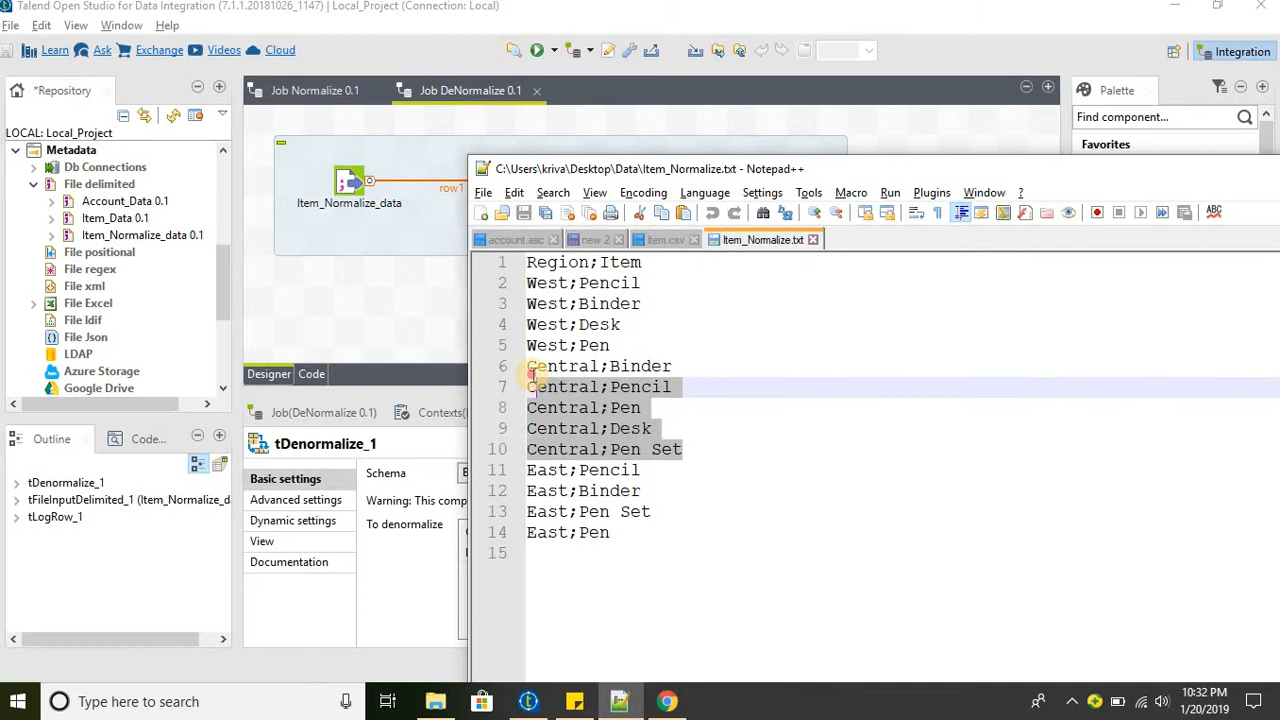 Talend Open Studio for Data Integration (7.1.1.20181026_1147) | Local_Project (Connection: Local)
File Edit View Window Help
Learn Ask Exchange Videos Cloud Integration
*Repository
LOCAL: Local_Project
Metadata
Db Connections
File delimited
Account_Data 0.1
Item_Data 0.1
Item_Normalize_data 0.1
File positional
File regex
File xml
File Excel
File ldif
File Json
LDAP
Azure Storage
Google Drive
Outline Code...
tDenormalize_1
tFileInputDelimited_1 (Item_Normalize_da
tLogRow_1
Job Normalize 0.1 Job DeNormalize 0.1
Item_Normalize_data
row1
Designer Code
Job(DeNormalize 0.1) Contexts(
tDenormalize_1
Basic settings
Advanced settings
Dynamic settings
View
Documentation
Schema
Warning: This comp
To denormalize
Palette
Find component...
Favorites
C:\Users\kriva\Desktop\Data\Item_Normalize.txt - Notepad++
File Edit Search View Encoding Language Settings Tools Macro Run Plugins Window ?
account.asc new 2 Item.csv Item_Normalize.txt
1 Region;Item
2 West;Pencil
3 West;Binder
4 West;Desk
5 West;Pen
6 Central;Binder
7 Central;Pencil
8 Central;Pen
9 Central;Desk
10 Central;Pen Set
11 East;Pencil
12 East;Binder
13 East;Pen Set
14 East;Pen
15
Type here to search
10:32 PM
1/20/2019